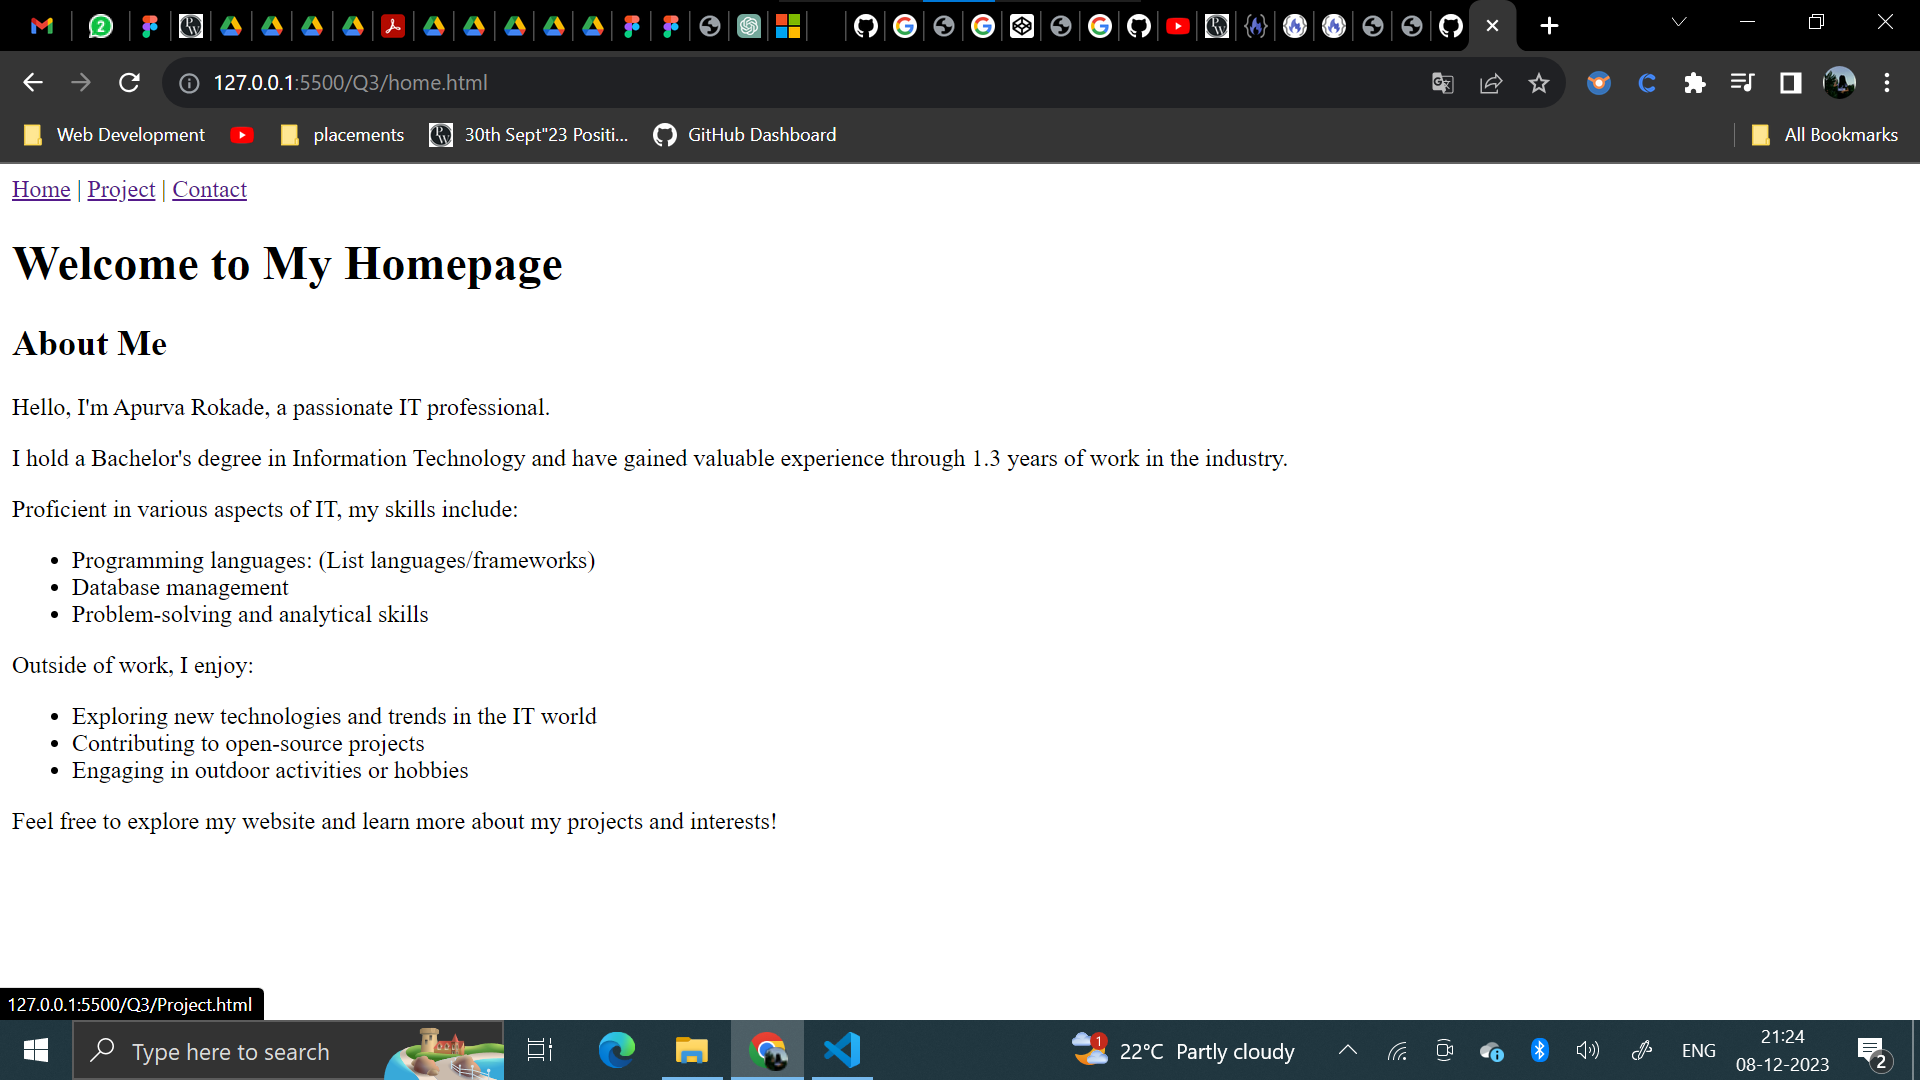 2
127.0.0.1:5500/Q3/home.html
Web Development
placements
30th Sept"23 Positi...
GitHub Dashboard
All Bookmarks
Home | Project | Contact
Welcome to My Homepage
About Me
Hello, I'm Apurva Rokade, a passionate IT professional.
I hold a Bachelor's degree in Information Technology and have gained valuable experience through 1.3 years of work in the industry.
Proficient in various aspects of IT, my skills include:
• Programming languages: (List languages/frameworks)
• Database management
• Problem-solving and analytical skills
Outside of work, I enjoy:
• Exploring new technologies and trends in the IT world
• Contributing to open-source projects
• Engaging in outdoor activities or hobbies
Feel free to explore my website and learn more about my projects and interests!
127.0.0.1:5500/Q3/Project.html
Type here to search
1
22°C Partly cloudy
ENG
21:24
08-12-2023
2